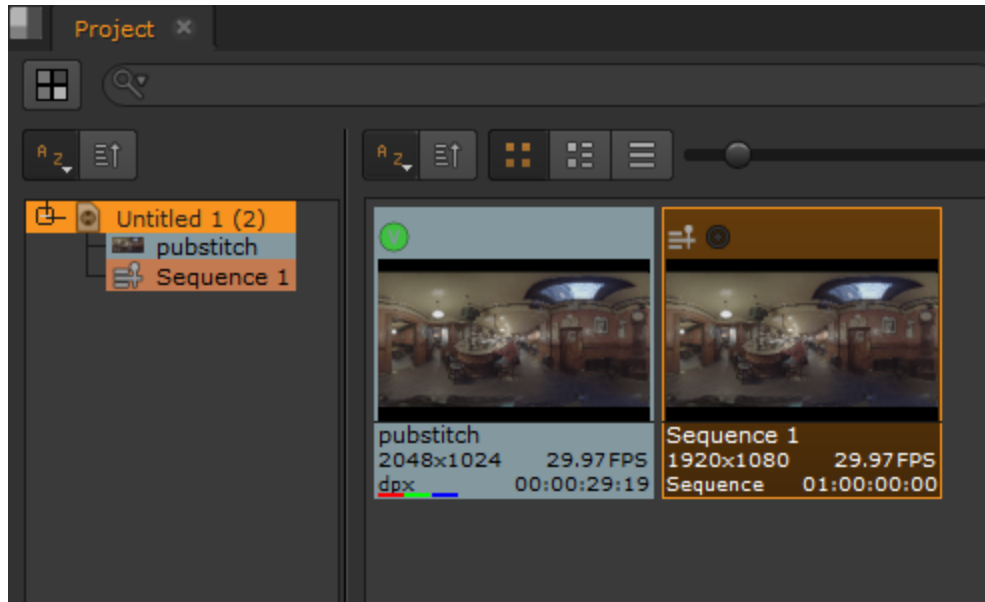 Project
A Z
A Z
Untitled 1 (2)
pubstitch
Sequence 1
V
pubstitch
2048x1024 29.97FPS
dpx 00:00:29:19
Sequence 1
1920x1080 29.97FPS
Sequence 01:00:00:00